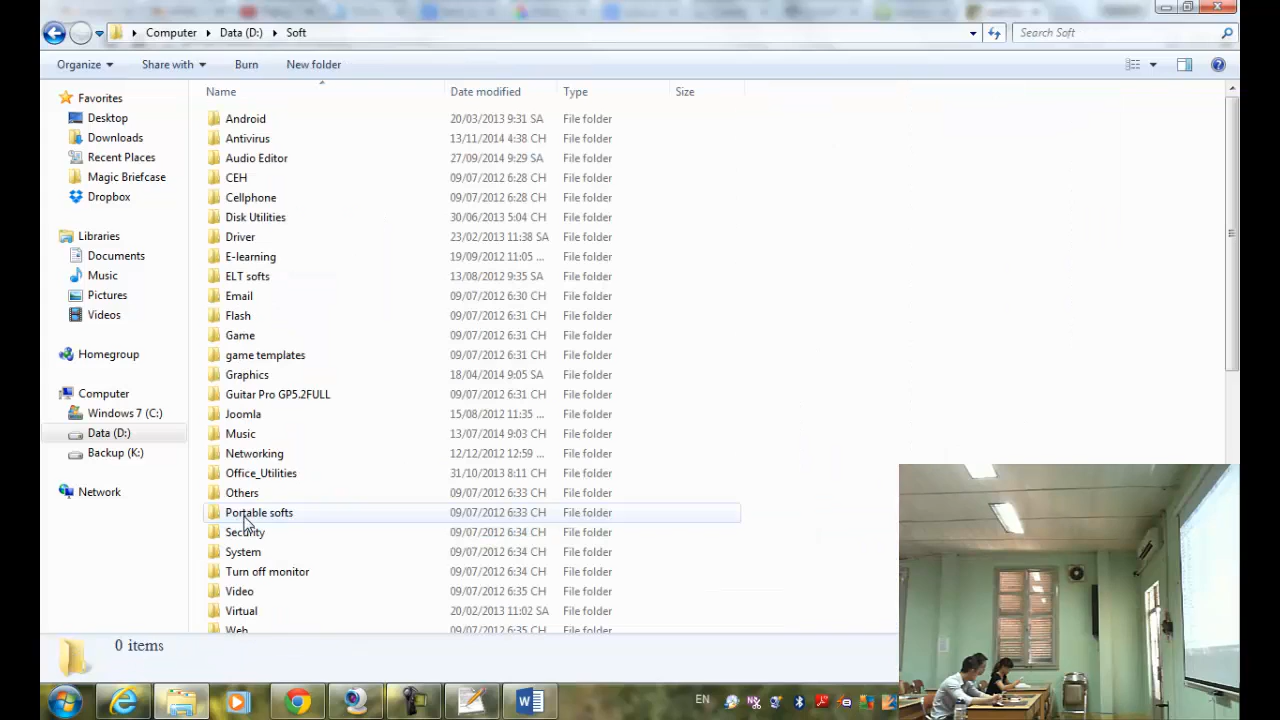 Computer Data (D:) Soft Search Soft
Organize Share with Burn New folder
Name Date modified Type Size
Favorites
Desktop
Downloads
Recent Places
Magic Briefcase
Dropbox
Libraries
Documents
Music
Pictures
Videos
Homegroup
Computer
Windows 7 (C:)
Data (D:)
Backup (K:)
Network
Android 20/03/2013 9:31 SA File folder
Antivirus 13/11/2014 4:38 CH File folder
Audio Editor 27/09/2014 9:29 SA File folder
CEH 09/07/2012 6:28 CH File folder
Cellphone 09/07/2012 6:28 CH File folder
Disk Utilities 30/06/2013 5:04 CH File folder
Driver 23/02/2013 11:38 SA File folder
E-learning 19/09/2012 11:05 ... File folder
ELT softs 13/08/2012 9:35 SA File folder
Email 09/07/2012 6:30 CH File folder
Flash 09/07/2012 6:31 CH File folder
Game 09/07/2012 6:31 CH File folder
game templates 09/07/2012 6:31 CH File folder
Graphics 18/04/2014 9:05 SA File folder
Guitar Pro GP5.2FULL 09/07/2012 6:31 CH File folder
Joomla 15/08/2012 11:35 ... File folder
Music 13/07/2014 9:03 CH File folder
Networking 12/12/2012 12:59 ... File folder
Office_Utilities 31/10/2013 8:11 CH File folder
Others 09/07/2012 6:33 CH File folder
Portable softs 09/07/2012 6:33 CH File folder
Security 09/07/2012 6:34 CH File folder
System 09/07/2012 6:34 CH File folder
Turn off monitor 09/07/2012 6:34 CH File folder
Video 09/07/2012 6:35 CH File folder
Virtual 20/02/2013 11:02 SA File folder
Web 09/07/2012 6:35 CH File folder
0 items
EN